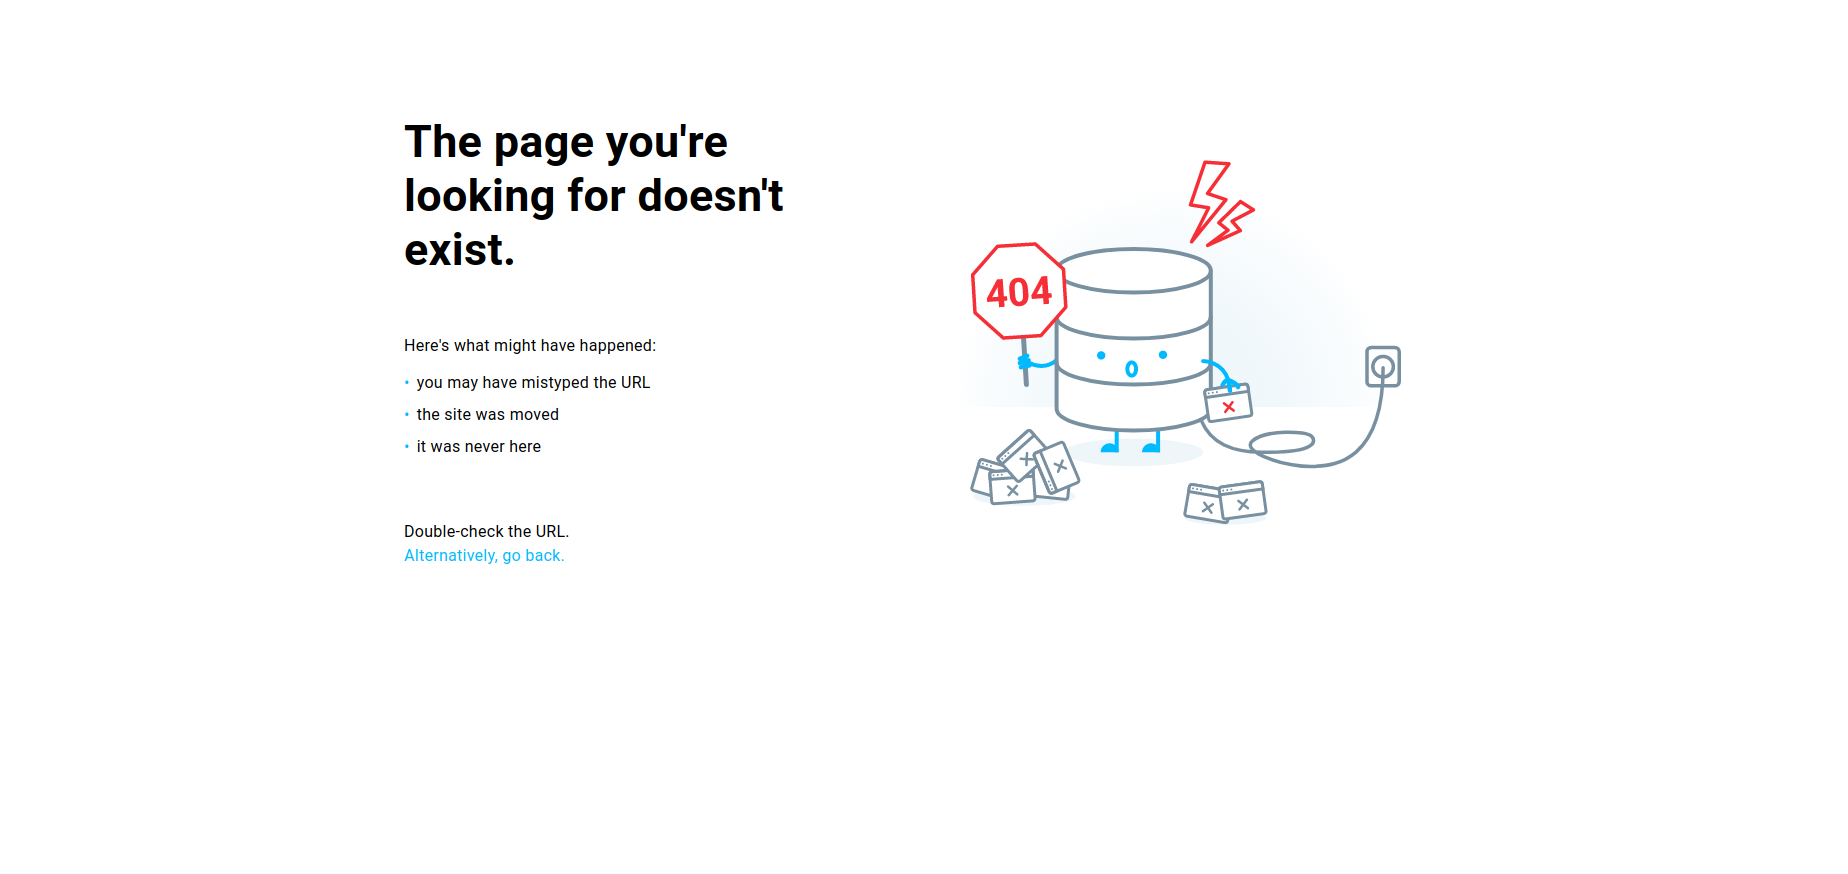 The page you're
looking for doesn't
exist.
Here's what might have happened:
• you may have mistyped the URL
• the site was moved
• it was never here
Double-check the URL.
Alternatively, go back.
404